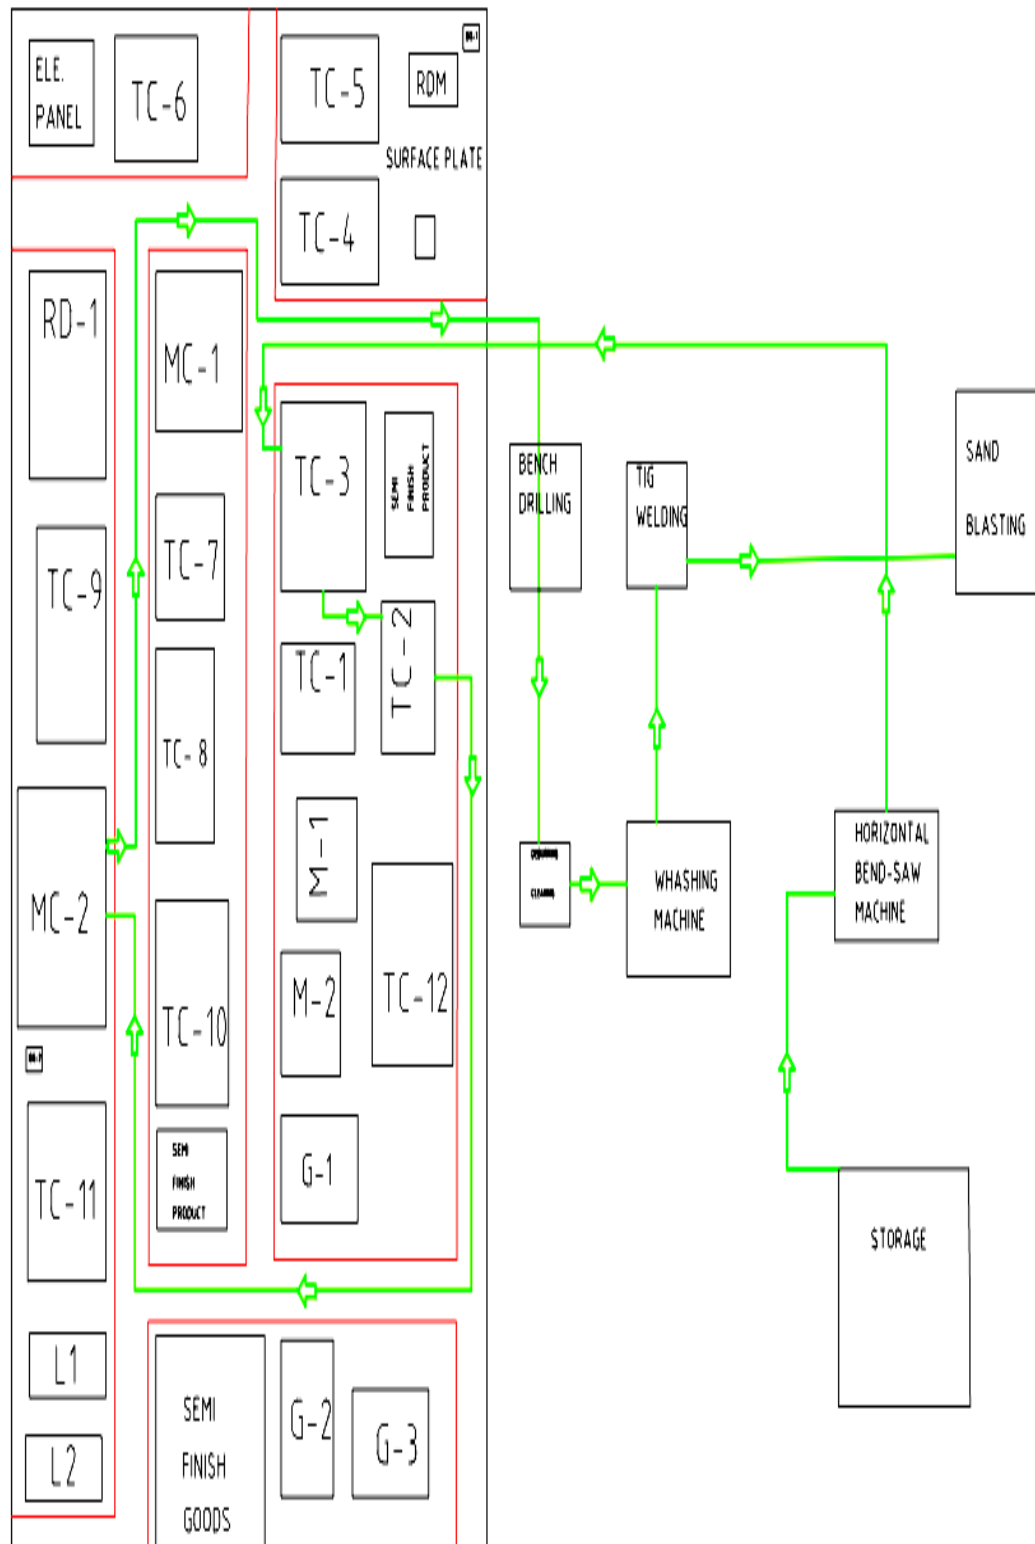 ELE.
PANEL
TC-6
TC-5
RDM
SURFACE PLATE
TC-4
RD-1
MC-1
TC-3
SEMI
FINISH
PRODUCT
BENCH
DRILLING
TIG
WELDING
SAND
BLASTING
TC-7
TC-9
TC-2
TC-1
TC-8
M-1
MC-2
WHASHING
MACHINE
HORIZONTAL
BEND-SAW
MACHINE
TC-10
M-2
TC-12
TC-11
SEMI
FINISH
PRODUCT
G-1
STORAGE
L1
L2
SEMI
FINISH
GOODS
G-2
G-3